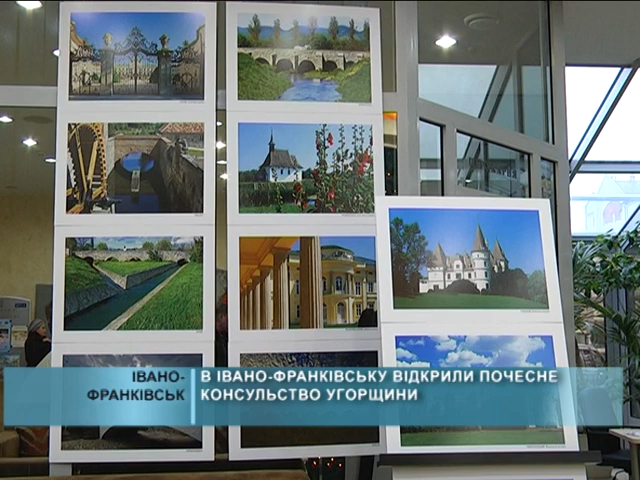 ІВАНО-
ФРАНКІВСЬК
В ІВАНО-ФРАНКІВСЬКУ ВІДКРИЛИ ПОЧЕСНЕ
КОНСУЛЬСТВО УГОРЩИНИ